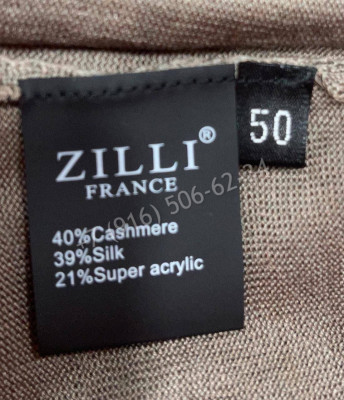 ZILLI®
FRANCE
40%Cashmere
39%Silk
21%Super acrylic
50